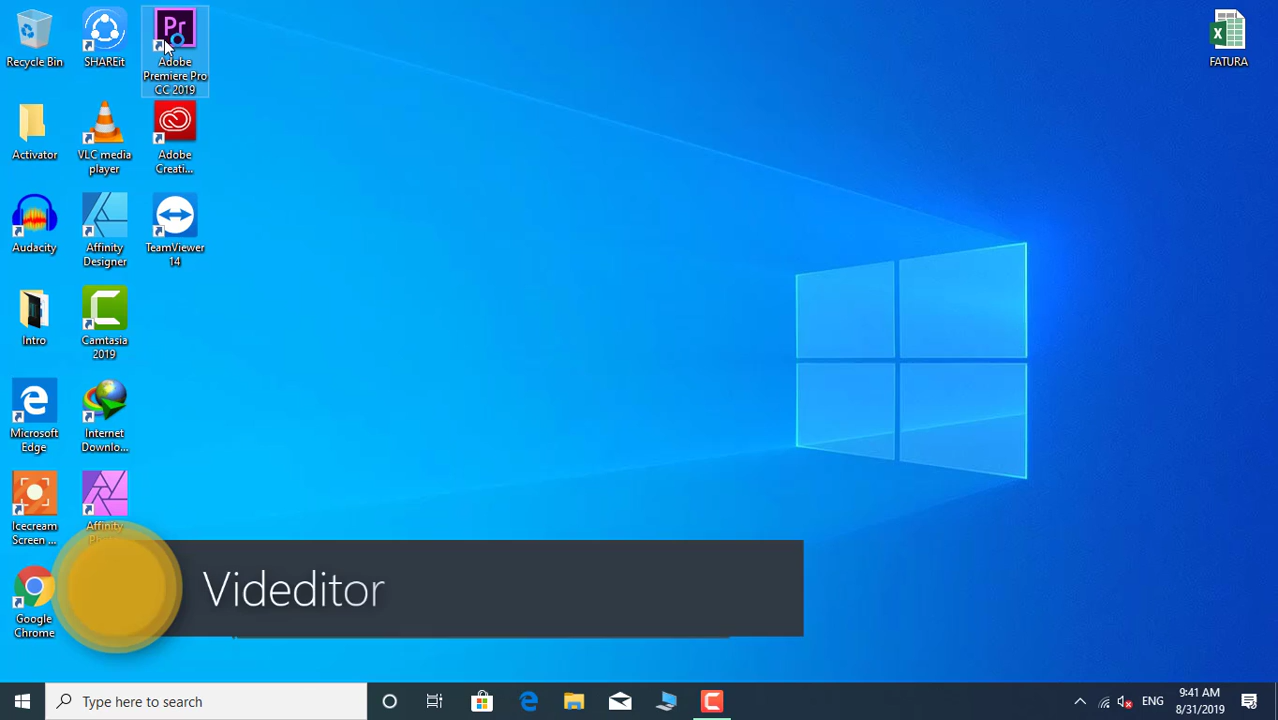 Recycle Bin
SHAREit
Pr
Adobe
Premiere Pro
CC 2019
X
FATURA
Activator
VLC media
player
Adobe
Creati...
Audacity
Affinity
Designer
TeamViewer
14
Intro
Camtasia
2019
Microsoft
Edge
Internet
Downlo...
Icecream
Screen ...
Google
Chrome
Videditor
Type here to search
ENG
9:41 AM
8/31/2019